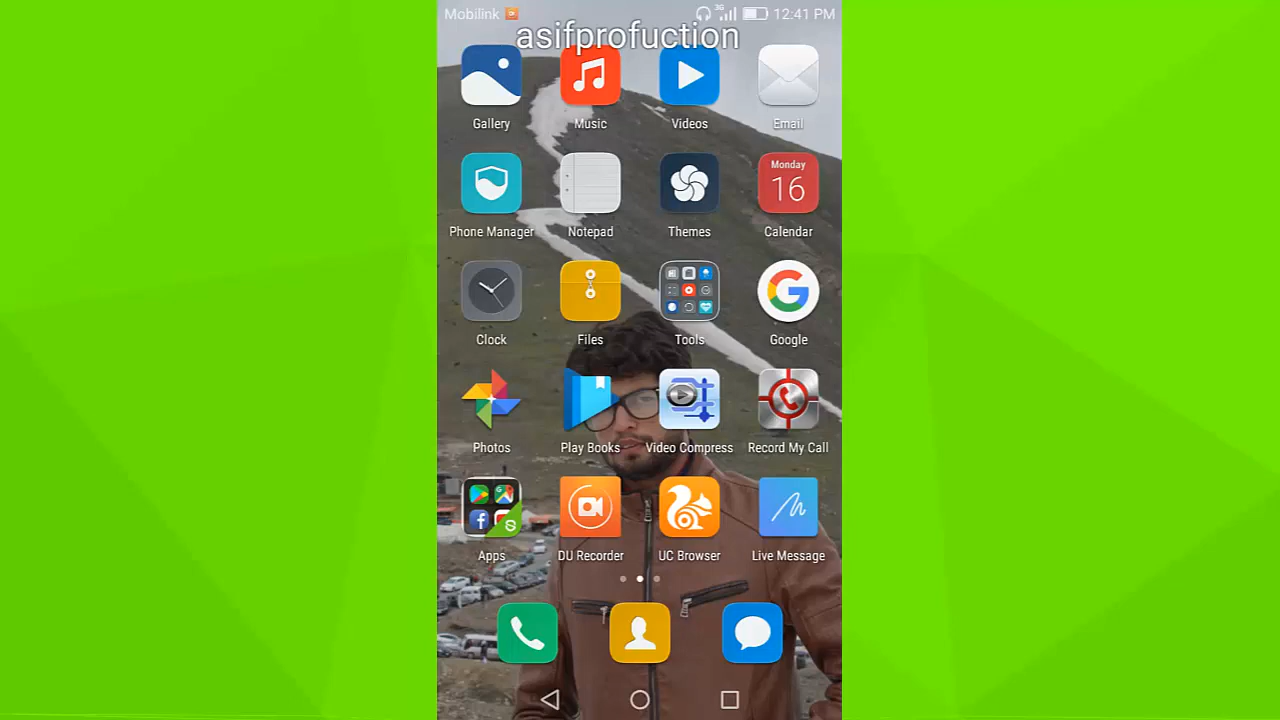 Mobilink 3G 12:41 PM
asifprofuction
Gallery Music Videos Email
Monday
16
Phone Manager Notepad Themes Calendar
Clock Files Tools Google
Photos Play Books Video Compress Record My Call
Apps DU Recorder UC Browser Live Message